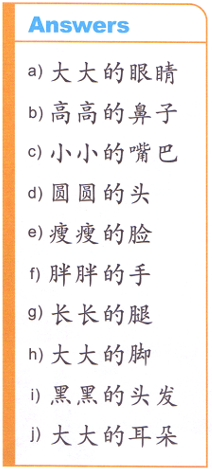 Answers
a) 大大的眼睛
b) 高高的鼻子
c) 小小的嘴巴
d) 圆圆的头
e) 瘦瘦的脸
f) 胖胖的手
g) 长长的腿
h) 大大的脚
i) 黑黑的头发
j) 大大的耳朵